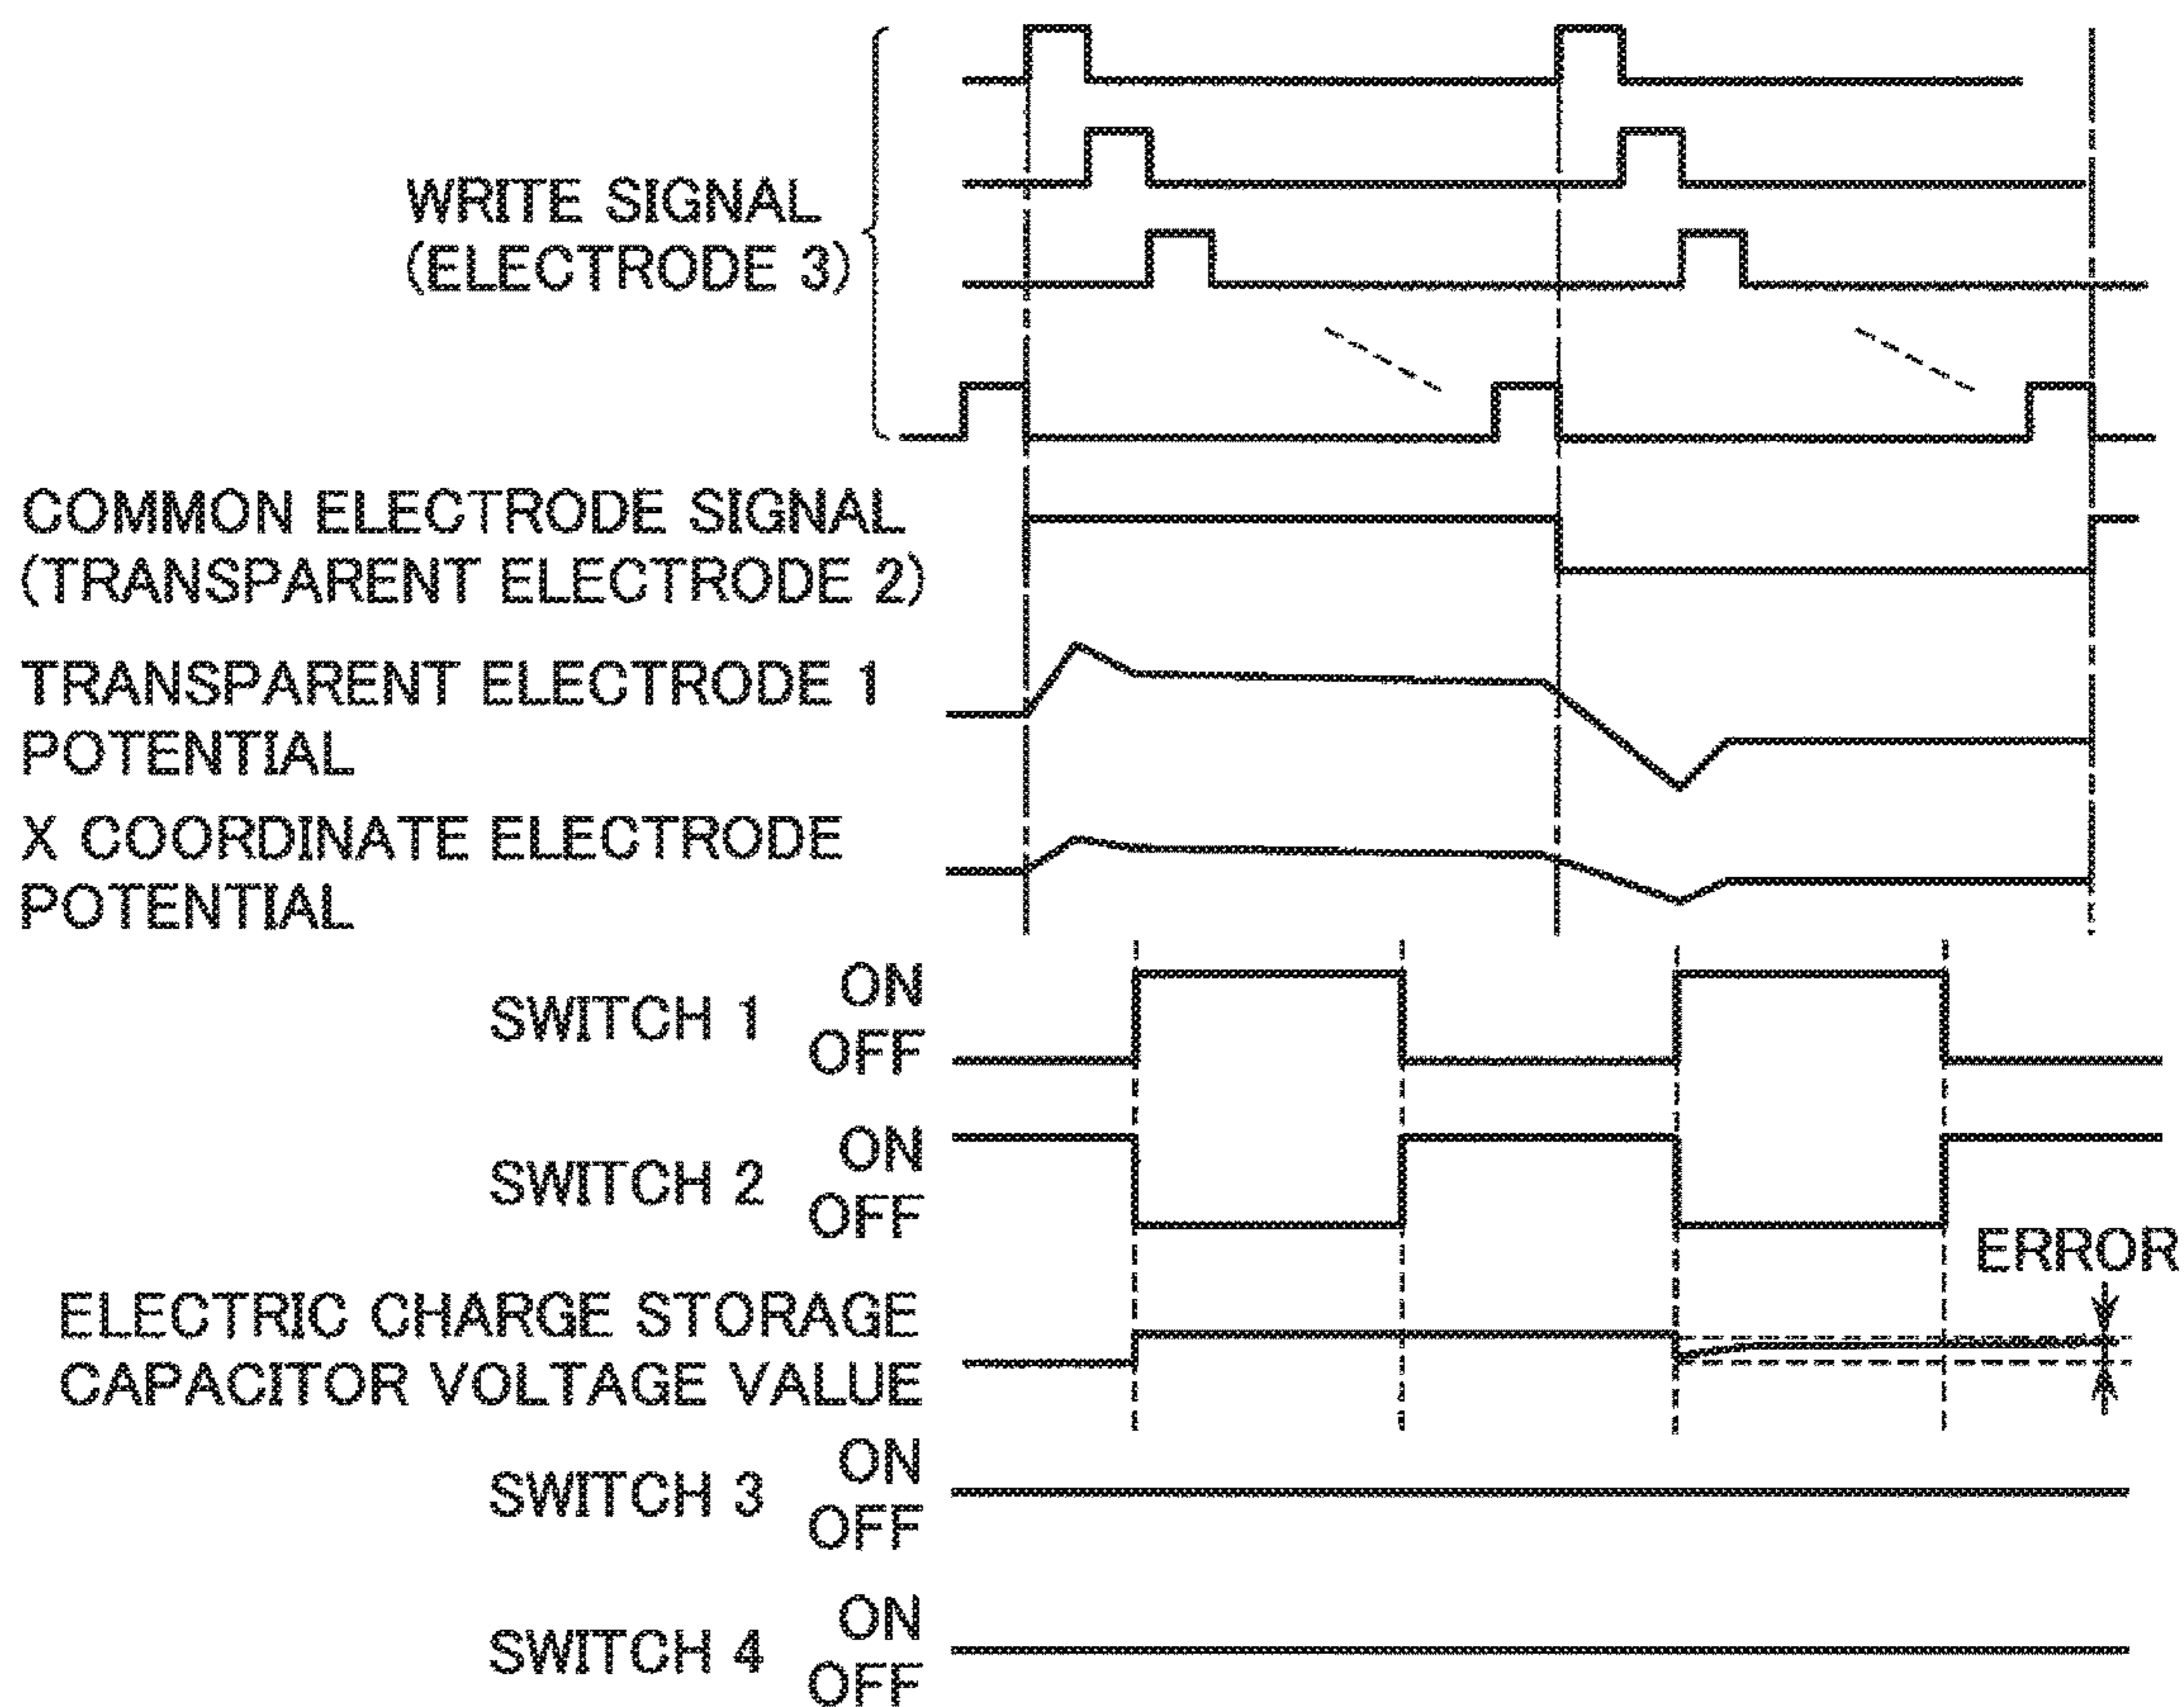 WRITE SIGNAL
(ELECTRODE 3)
COMMON ELECTRODE SIGNAL
(TRANSPARENT ELECTRODE 2)
TRANSPARENT ELECTRODE 1
POTENTIAL
X COORDINATE ELECTRODE
POTENTIAL
SWITCH 1
ON
OFF
SWITCH 2
ON
OFF
ERROR
ELECTRIC CHARGE STORAGE
CAPACITOR VOLTAGE VALUE
SWITCH 3
ON
OFF
SWITCH 4
ON
OFF